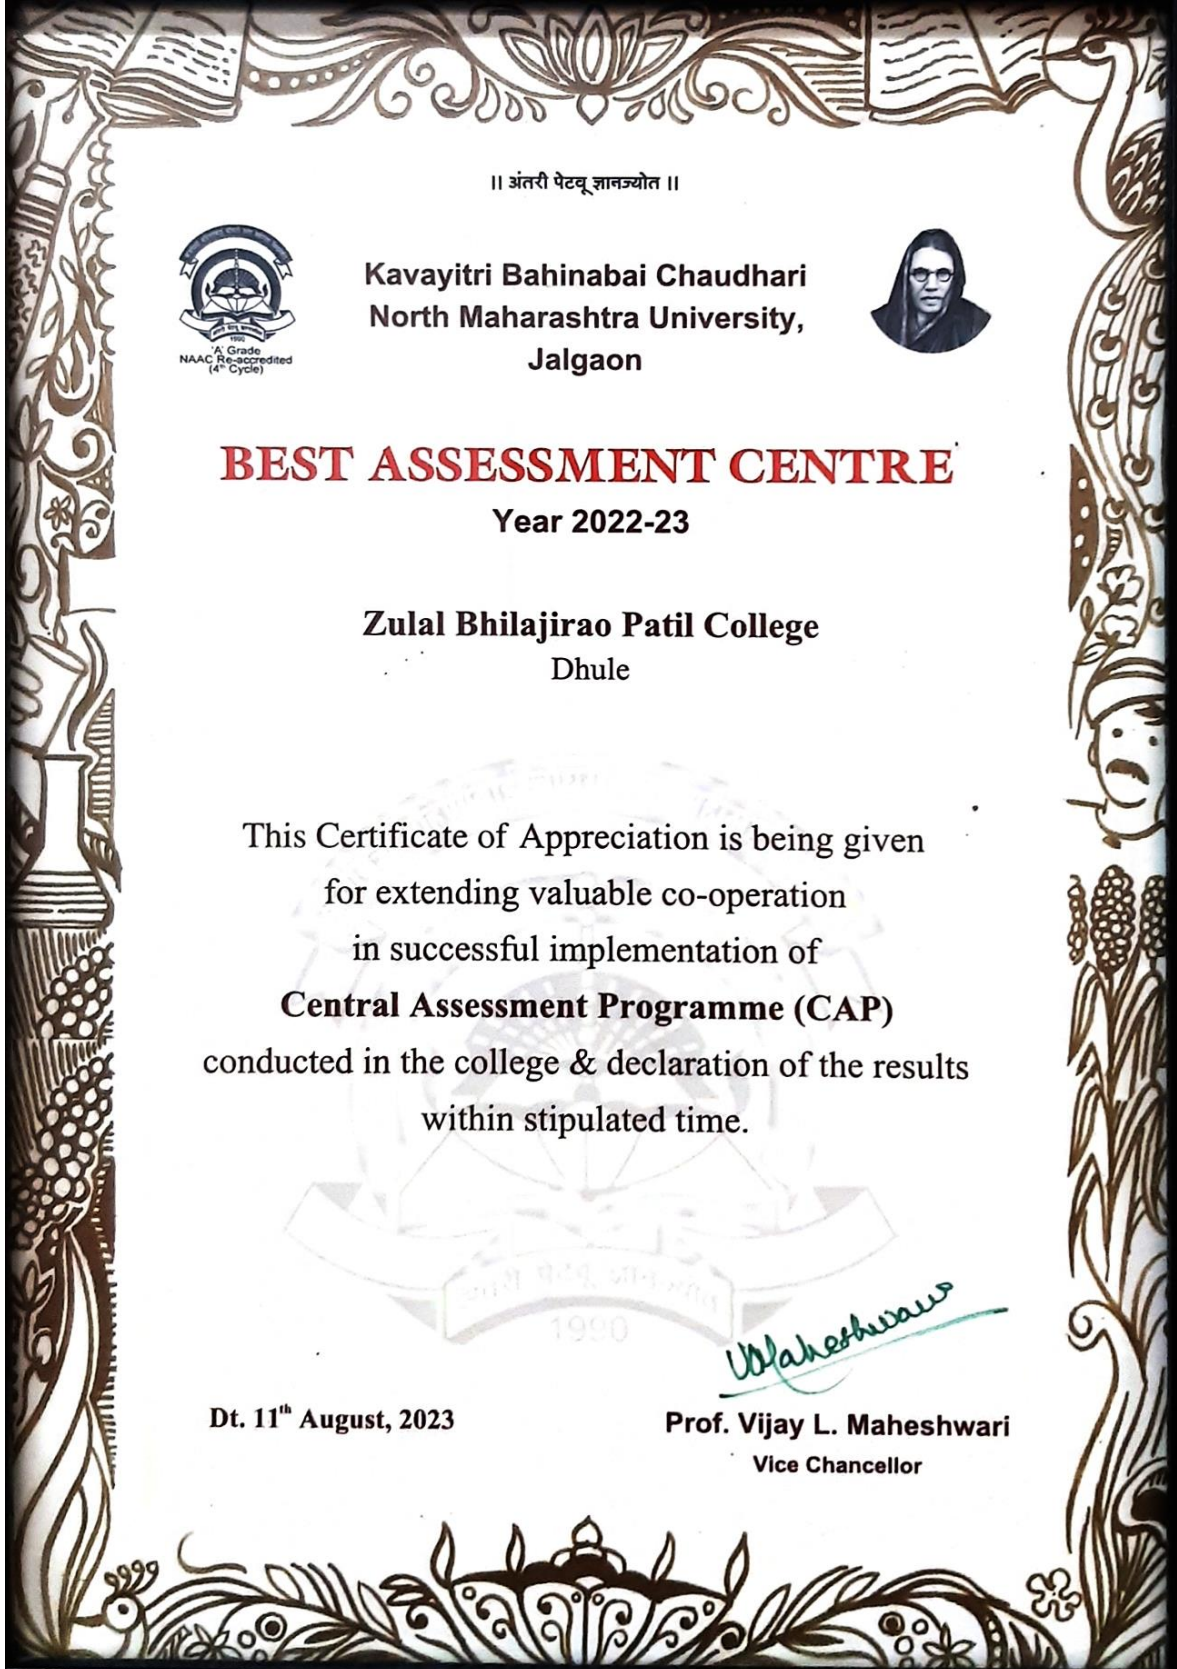 ॥ अंतरी पेटवू ज्ञानज्योत ॥
Kavayitri Bahinabai Chaudhari
North Maharashtra University,
Jalgaon
1990
'A' Grade
NAAC Re-accredited
(4th Cycle)
BEST ASSESSMENT CENTRE
Year 2022-23
Zulal Bhilajirao Patil College
Dhule
This Certificate of Appreciation is being given
for extending valuable co-operation
in successful implementation of
Central Assessment Programme (CAP)
conducted in the college & declaration of the results
within stipulated time.
1990
VLMaheshwari
Dt. 11th August, 2023
Prof. Vijay L. Maheshwari
Vice Chancellor